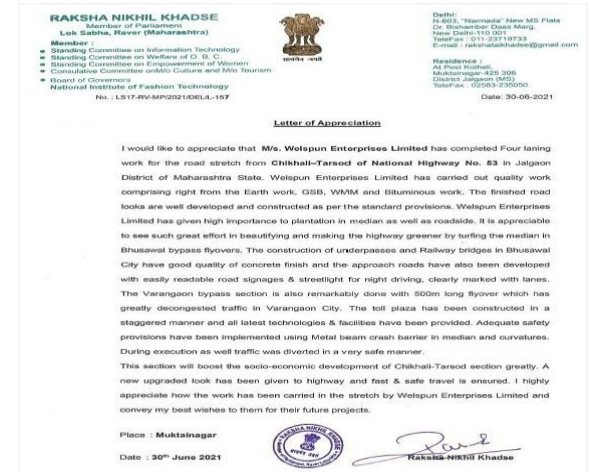 RAKSHA NIKHIL KHADSE
Member of Parliament
Lok Sabha, Raver (Maharashtra)
Member :
Standing Committee on Information Technology
Standing Committee on Welfare of O. B. C.
Standing Committee on Empowerment of Women
Consulative Committee on M/o Culture and M/o Tourism
Board of Governors
National Institute of Fashion Technology
No. : LS17-RV-MP/2021/DEL/L-157
सत्यमेव जयते
Delhi:
N-603, "Narmada" New MS Flats
Dr. Bishamber Daas Marg,
New Delhi-110 001
TeleFax : 011-23719733
E-mail : rakshatalkhadse@gmail.com
Residence :
At Post Kothali,
Muktainagar-425 306
District Jalgaon (MS)
TeleFax : 02583-235050
Date: 30-06-2021
Letter of Appreciation
I would like to appreciate that M/s. Welspun Enterprises Limited has completed Four laning
work for the road stretch from Chikhali–Tarsod of National Highway No. 53 in Jalgaon
District of Maharashtra State. Welspun Enterprises Limited has carried out quality work
comprising right from the Earth work, GSB, WMM and Bituminous work. The finished road
looks are well developed and constructed as per the standard provisions. Welspun Enterprises
Limited has given high importance to plantation in median as well as roadside. It is appreciable
to see such great effort in beautifying and making the highway greener by turfing the median in
Bhusawal bypass flyovers. The construction of underpasses and Railway bridges in Bhusawal
City have good quality of concrete finish and the approach roads have also been developed
with easily readable road signages & streetlight for night driving, clearly marked with lanes.
The Varangaon bypass section is also remarkably done with 500m long flyover which has
greatly decongested traffic in Varangaon City. The toll plaza has been constructed in a
staggered manner and all latest technologies & facilities have been provided. Adequate safety
provisions have been implemented using Metal beam crash barrier in median and curvatures.
During execution as well traffic was diverted in a very safe manner.
This section will boost the socio-economic development of Chikhali-Tarsod section greatly. A
new upgraded look has been given to highway and fast & safe travel is ensured. I highly
appreciate how the work has been carried in the stretch by Welspun Enterprises Limited and
convey my best wishes to them for their future projects.
Place : Muktainagar
Date : 30th June 2021
RAKSHA NIKHIL
Raksha Nikhil Khadse